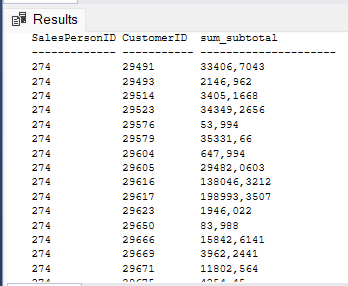 Results
SalesPersonID CustomerID sum_subtotal
------------- ----------- ---------------------
274 29491 33406,7043
274 29493 2146,962
274 29514 3405,1668
274 29523 34349,2656
274 29576 53,994
274 29579 35331,66
274 29604 647,994
274 29605 29482,0603
274 29616 138046,3212
274 29617 198993,3507
274 29623 1946,022
274 29650 83,988
274 29666 15842,6141
274 29669 3962,2441
274 29671 11802,564